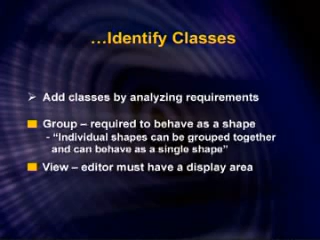 …Identify Classes
➢ Add classes by analyzing requirements
■ Group – required to behave as a shape
- “Individual shapes can be grouped together
and can behave as a single shape”
■ View – editor must have a display area